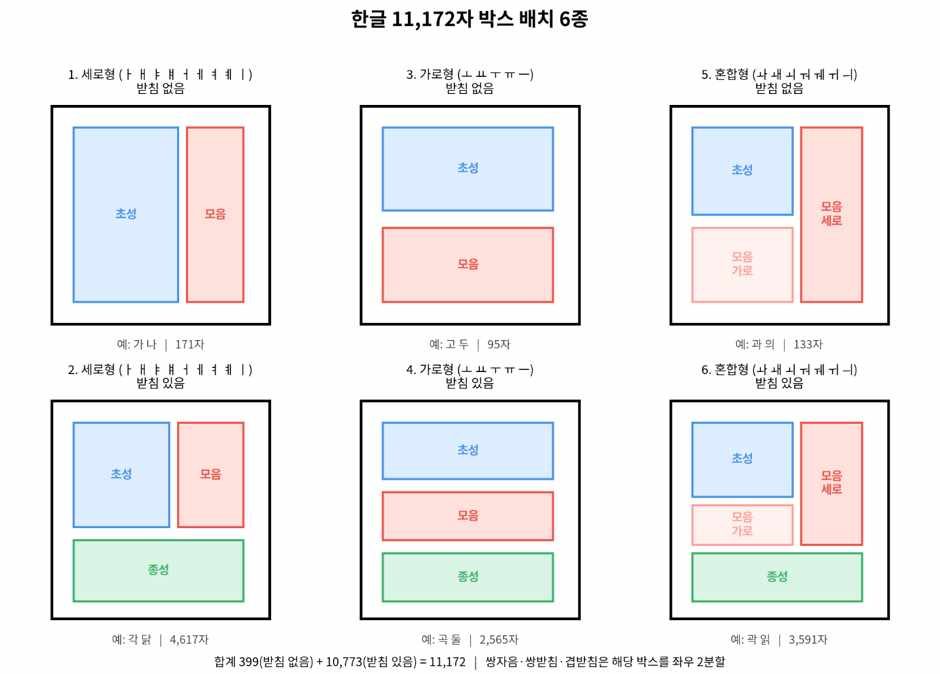 한글 11,172자 박스 배치 6종
1. 세로형 (ㅏ ㅐ ㅑ ㅒ ㅓ ㅔ ㅕ ㅖ ㅣ)
받침 없음
초성
모음
예: 가 나 | 171자
3. 가로형 (ㅗ ㅛ ㅜ ㅠ ㅡ)
받침 없음
초성
모음
예: 고 두 | 95자
5. 혼합형 (ㅘ ㅙ ㅚ ㅝ ㅞ ㅟ ㅢ)
받침 없음
초성
모음
세로
모음
가로
예: 과 의 | 133자
2. 세로형 (ㅏ ㅐ ㅑ ㅒ ㅓ ㅔ ㅕ ㅖ ㅣ)
받침 있음
초성
모음
종성
예: 각 닭 | 4,617자
4. 가로형 (ㅗ ㅛ ㅜ ㅠ ㅡ)
받침 있음
초성
모음
종성
예: 곡 둘 | 2,565자
6. 혼합형 (ㅘ ㅙ ㅚ ㅝ ㅞ ㅟ ㅢ)
받침 있음
초성
모음
세로
모음
가로
종성
예: 곽 읽 | 3,591자
합계 399(받침 없음) + 10,773(받침 있음) = 11,172 | 쌍자음·쌍받침·겹받침은 해당 박스를 좌우 2분할